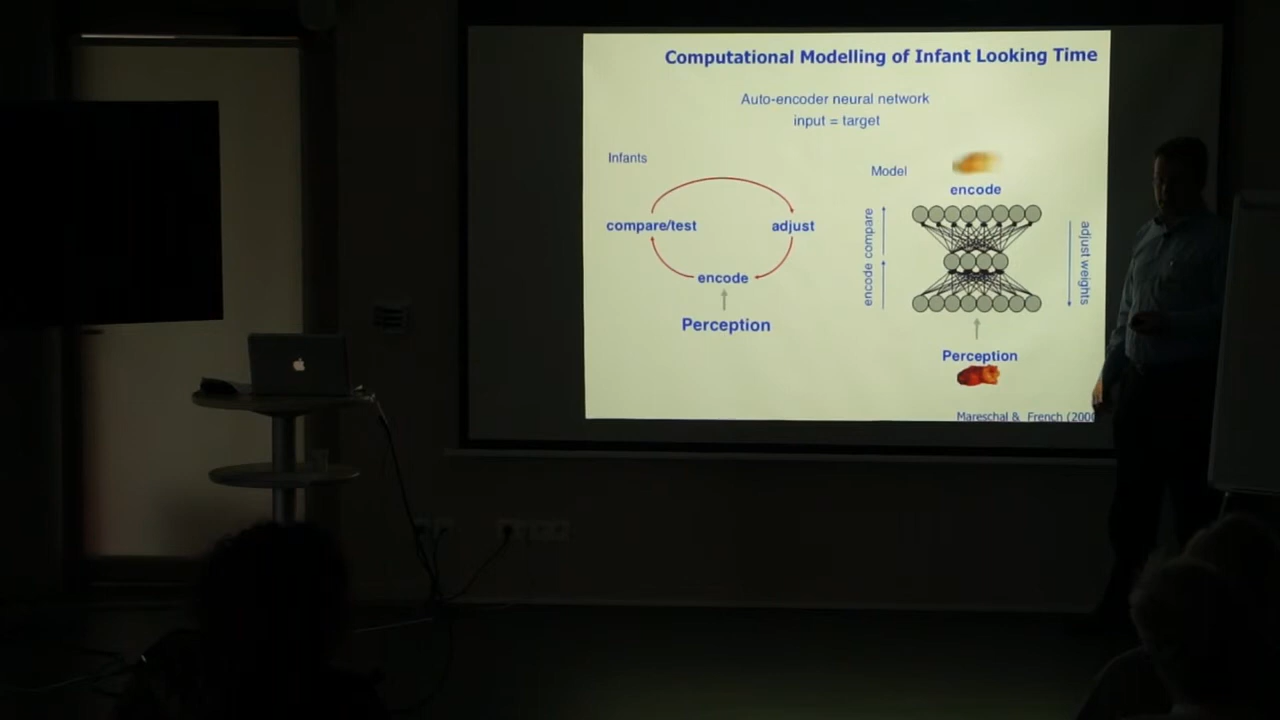 Computational Modelling of Infant Looking Time
Auto-encoder neural network
input = target
Infants
compare/test
adjust
encode
Perception
Model
encode
encode compare
adjust weights
Perception
Mareschal & French (2000